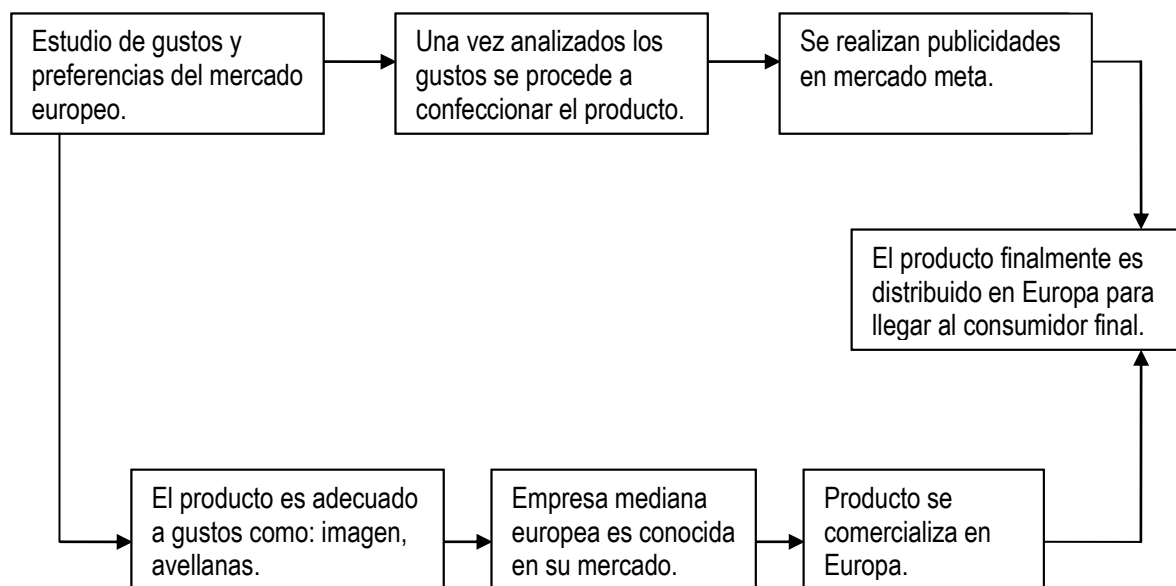 Estudio de gustos y
preferencias del mercado
europeo.
Una vez analizados los
gustos se procede a
confeccionar el producto.
Se realizan publicidades
en mercado meta.
El producto finalmente es
distribuido en Europa para
llegar al consumidor final.
El producto es adecuado
a gustos como: imagen,
avellanas.
Empresa mediana
europea es conocida
en su mercado.
Producto se
comercializa en
Europa.